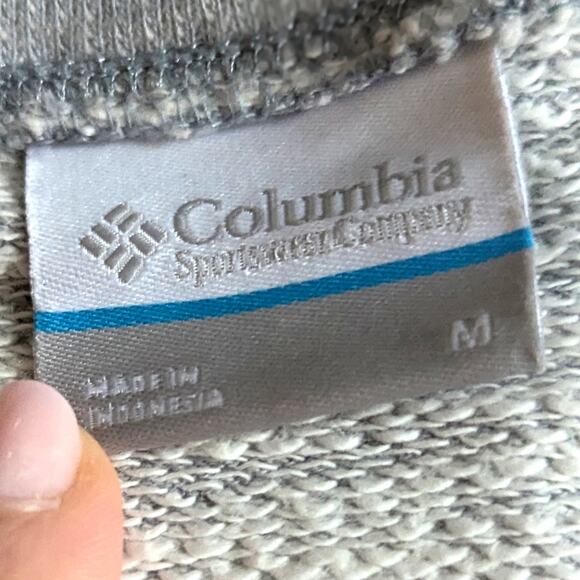 Columbia
Sportswear Company
M
MADE IN
INDONESIA